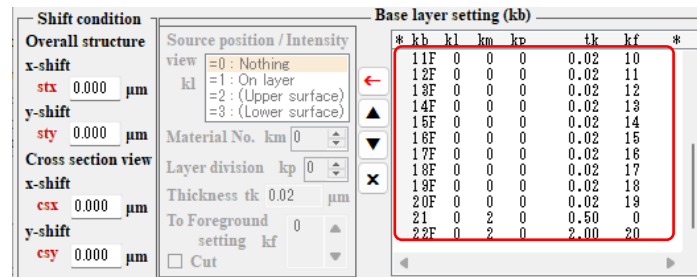 Shift condition
Overall structure
x-shift
stx 0.000 μm
y-shift
sty 0.000 μm
Cross section view
x-shift
csx 0.000 μm
y-shift
csy 0.000 μm
Base layer setting (kb)
Source position / Intensity
view kl
=0 : Nothing
=1 : On layer
=2 : (Upper surface)
=3 : (Lower surface)
Material No. km 0
Layer division kp 0
Thickness tk 0.02 μm
To Foreground setting kf 0
Cut
* kb kl km kp tk kf *
11F 0 0 0 0.02 10
12F 0 0 0 0.02 11
13F 0 0 0 0.02 12
14F 0 0 0 0.02 13
15F 0 0 0 0.02 14
16F 0 0 0 0.02 15
17F 0 0 0 0.02 16
18F 0 0 0 0.02 17
19F 0 0 0 0.02 18
20F 0 0 0 0.02 19
21 0 2 0 0.50 0
22F 0 2 0 2.00 20